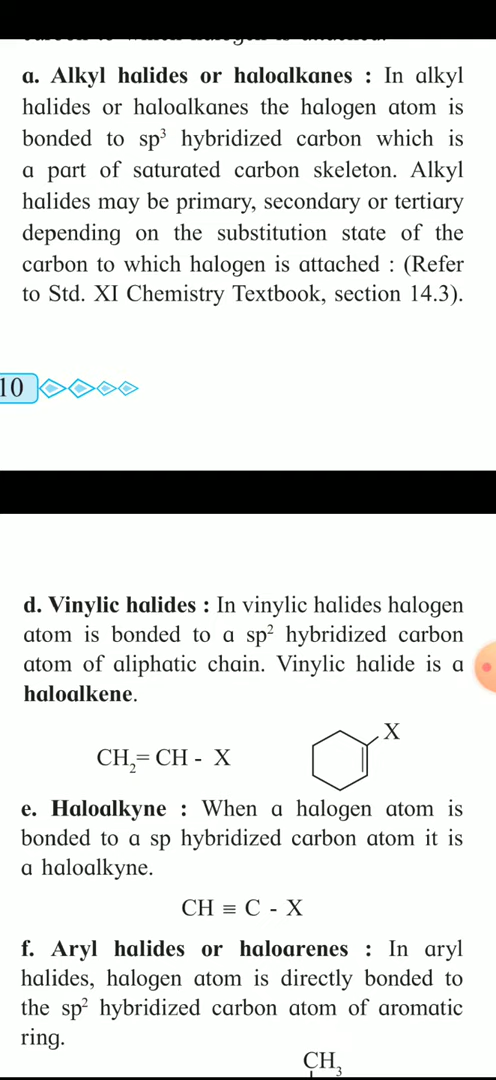 a. Alkyl halides or haloalkanes : In alkyl
halides or haloalkanes the halogen atom is
bonded to sp³ hybridized carbon which is
a part of saturated carbon skeleton. Alkyl
halides may be primary, secondary or tertiary
depending on the substitution state of the
carbon to which halogen is attached : (Refer
to Std. XI Chemistry Textbook, section 14.3).
10
d. Vinylic halides : In vinylic halides halogen
atom is bonded to a sp² hybridized carbon
atom of aliphatic chain. Vinylic halide is a
haloalkene.
X
CH₂= CH - X
e. Haloalkyne : When a halogen atom is
bonded to a sp hybridized carbon atom it is
a haloalkyne.
CH ≡ C - X
f. Aryl halides or haloarenes : In aryl
halides, halogen atom is directly bonded to
the sp² hybridized carbon atom of aromatic
ring.
CH₃